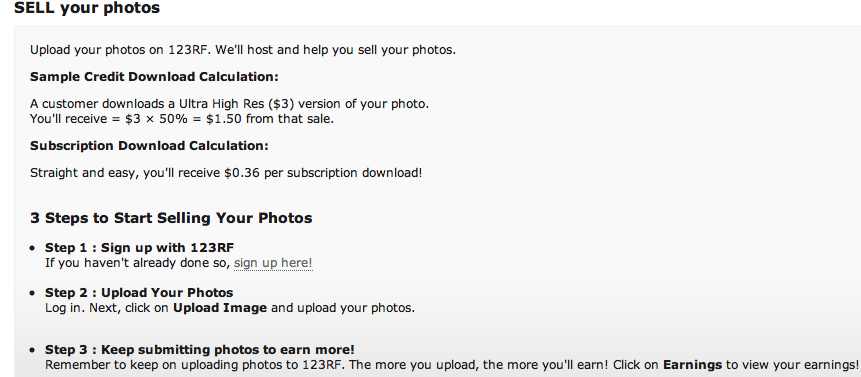 SELL your photos
Upload your photos on 123RF. We'll host and help you sell your photos.
Sample Credit Download Calculation:
A customer downloads a Ultra High Res ($3) version of your photo.
You'll receive = $3 × 50% = $1.50 from that sale.
Subscription Download Calculation:
Straight and easy, you'll receive $0.36 per subscription download!
3 Steps to Start Selling Your Photos
• Step 1 : Sign up with 123RF
If you haven't already done so, sign up here!
• Step 2 : Upload Your Photos
Log in. Next, click on Upload Image and upload your photos.
• Step 3 : Keep submitting photos to earn more!
Remember to keep on uploading photos to 123RF. The more you upload, the more you'll earn! Click on Earnings to view your earnings!